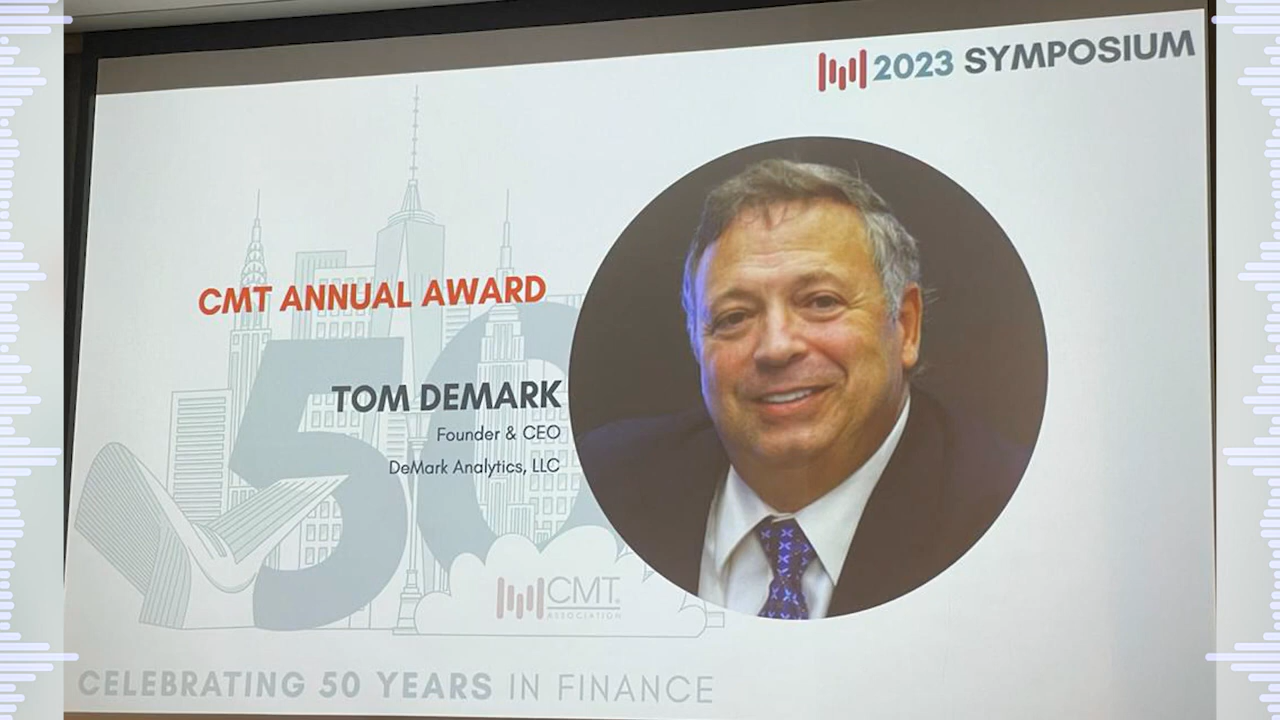 2023 SYMPOSIUM
CMT ANNUAL AWARD
50
TOM DEMARK
Founder & CEO
DeMark Analytics, LLC
CMT®
ASSOCIATION
CELEBRATING 50 YEARS IN FINANCE